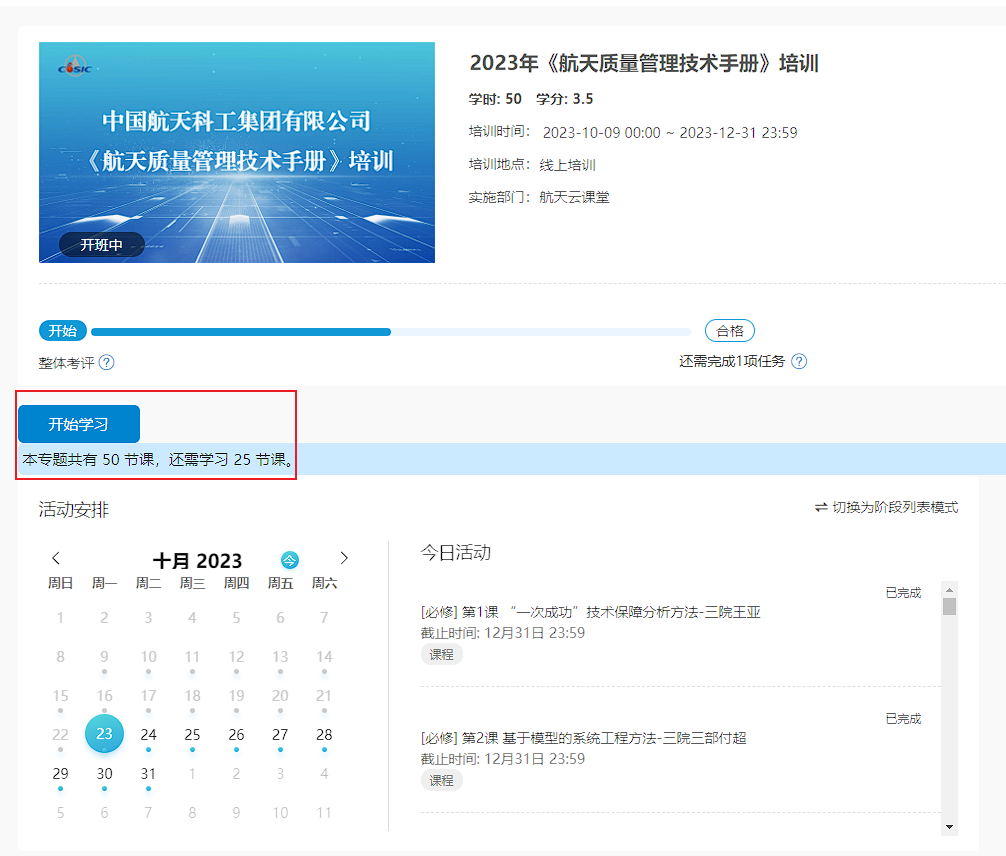 CASIC
中国航天科工集团有限公司
《航天质量管理技术手册》培训
开班中
2023年《航天质量管理技术手册》培训
学时: 50 学分: 3.5
培训时间： 2023-10-09 00:00 ~ 2023-12-31 23:59
培训地点：线上培训
实施部门：航天云课堂
开始 合格
整体考评 ? 还需完成1项任务 ?
开始学习
本专题共有 50 节课，还需学习 25 节课。
活动安排
切换为阶段列表模式
十月 2023 今
周日 周一 周二 周三 周四 周五 周六
1 2 3 4 5 6 7
8 9 10 11 12 13 14
15 16 17 18 19 20 21
22 23 24 25 26 27 28
29 30 31 1 2 3 4
5 6 7 8 9 10 11
今日活动
已完成
[必修] 第1课 “一次成功”技术保障分析方法-三院王亚
截止时间: 12月31日 23:59
课程
已完成
[必修] 第2课 基于模型的系统工程方法-三院三部付超
截止时间: 12月31日 23:59
课程